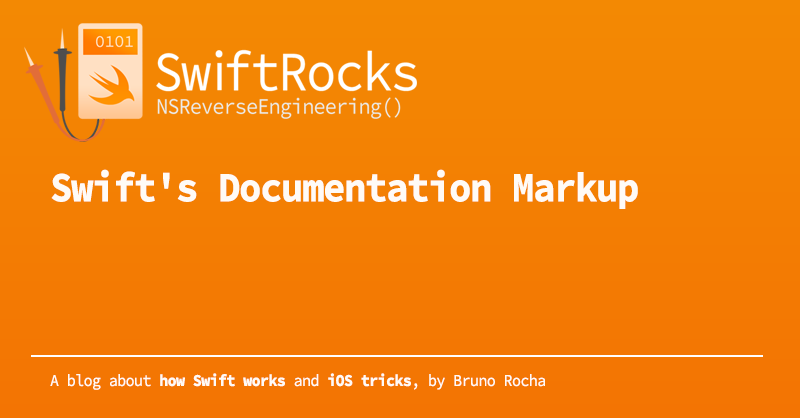 0101
SwiftRocks
NSReverseEngineering()
Swift's Documentation Markup
A blog about how Swift works and iOS tricks, by Bruno Rocha